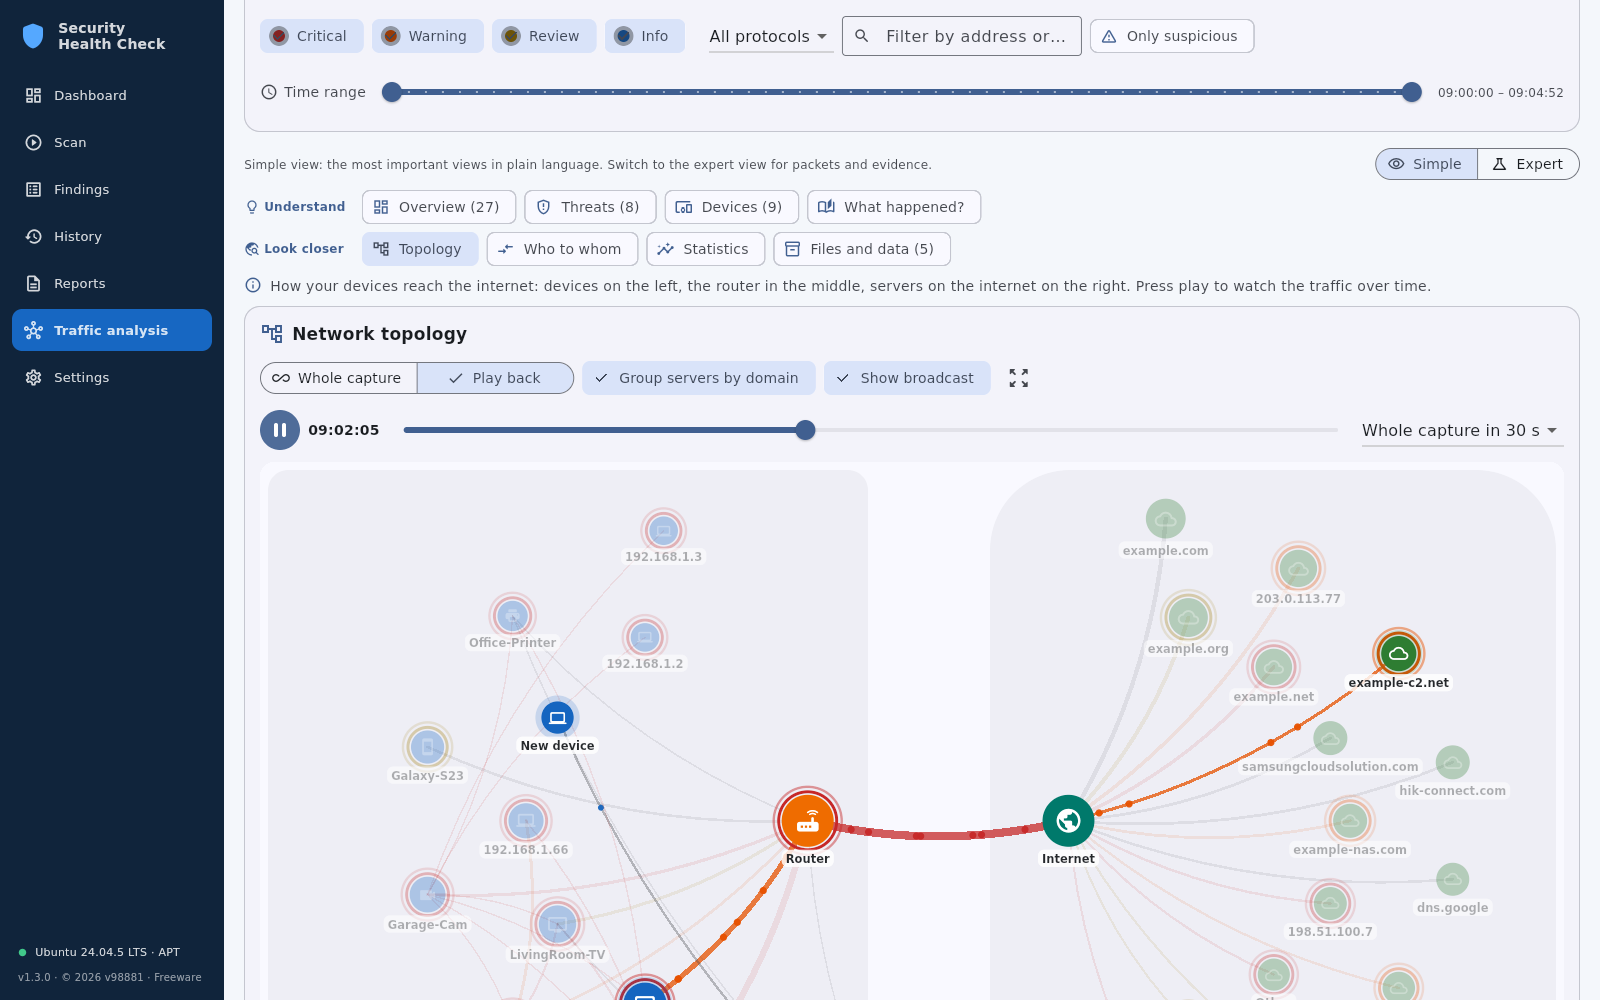 Security
Health Check
Dashboard
Scan
Findings
History
Reports
Traffic analysis
Settings
Ubuntu 24.04.5 LTS · APT
v1.3.0 · © 2026 v98881 · Freeware
Critical
Warning
Review
Info
All protocols
Filter by address or...
Only suspicious
Time range
09:00:00 – 09:04:52
Simple view: the most important views in plain language. Switch to the expert view for packets and evidence.
Simple
Expert
Understand
Overview (27)
Threats (8)
Devices (9)
What happened?
Look closer
Topology
Who to whom
Statistics
Files and data (5)
How your devices reach the internet: devices on the left, the router in the middle, servers on the internet on the right. Press play to watch the traffic over time.
Network topology
Whole capture
Play back
Group servers by domain
Show broadcast
09:02:05
Whole capture in 30 s
192.168.1.3
Office-Printer
192.168.1.2
New device
Galaxy-S23
192.168.1.66
Garage-Cam
LivingRoom-TV
Router
Internet
example.com
203.0.113.77
example.org
example.net
example-c2.net
samsungcloudsolution.com
hik-connect.com
example-nas.com
dns.google
198.51.100.7